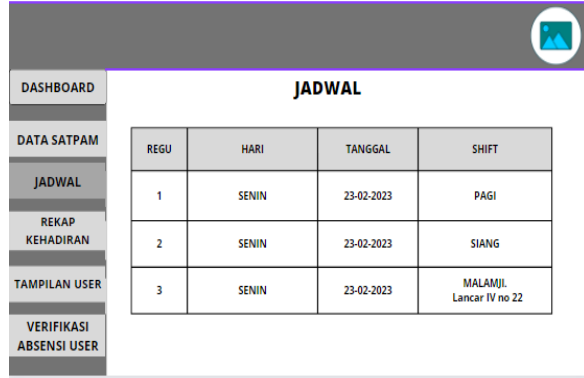 DASHBOARD
DATA SATPAM
JADWAL
REKAP
KEHADIRAN
TAMPILAN USER
VERIFIKASI
ABSENSI USER
JADWAL
REGU HARI TANGGAL SHIFT
1 SENIN 23-02-2023 PAGI
2 SENIN 23-02-2023 SIANG
3 SENIN 23-02-2023 MALAMJI.
Lancar IV no 22